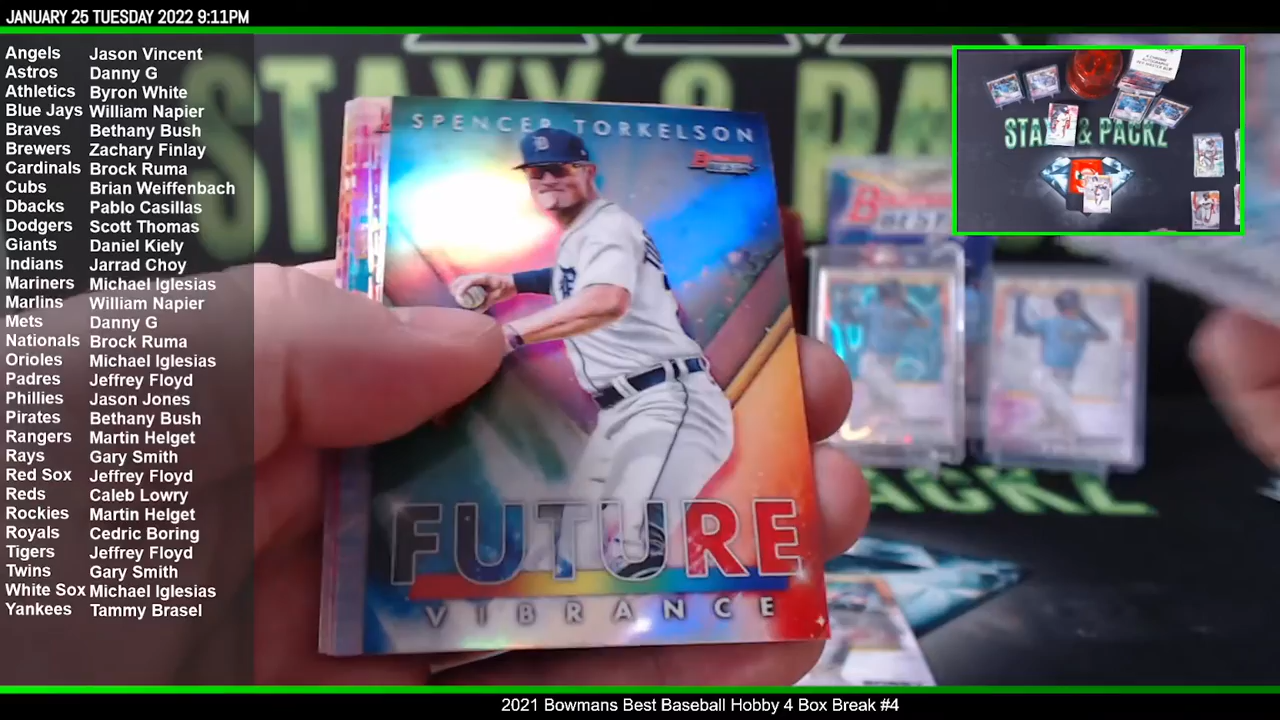 JANUARY 25 TUESDAY 2022 9:11PM
Angels Jason Vincent
Astros Danny G
Athletics Byron White
Blue Jays William Napier
Braves Bethany Bush
Brewers Zachary Finlay
Cardinals Brock Ruma
Cubs Brian Weiffenbach
Dbacks Pablo Casillas
Dodgers Scott Thomas
Giants Daniel Kiely
Indians Jarrad Choy
Mariners Michael Iglesias
Marlins William Napier
Mets Danny G
Nationals Brock Ruma
Orioles Michael Iglesias
Padres Jeffrey Floyd
Phillies Jason Jones
Pirates Bethany Bush
Rangers Martin Helget
Rays Gary Smith
Red Sox Jeffrey Floyd
Reds Caleb Lowry
Rockies Martin Helget
Royals Cedric Boring
Tigers Jeffrey Floyd
Twins Gary Smith
White Sox Michael Iglesias
Yankees Tammy Brasel
SPENCER TORKELSON
Bowman's
BEST
FUTURE
VIBRANCE
STAXX & PACKZ
2021 Bowmans Best Baseball Hobby 4 Box Break #4